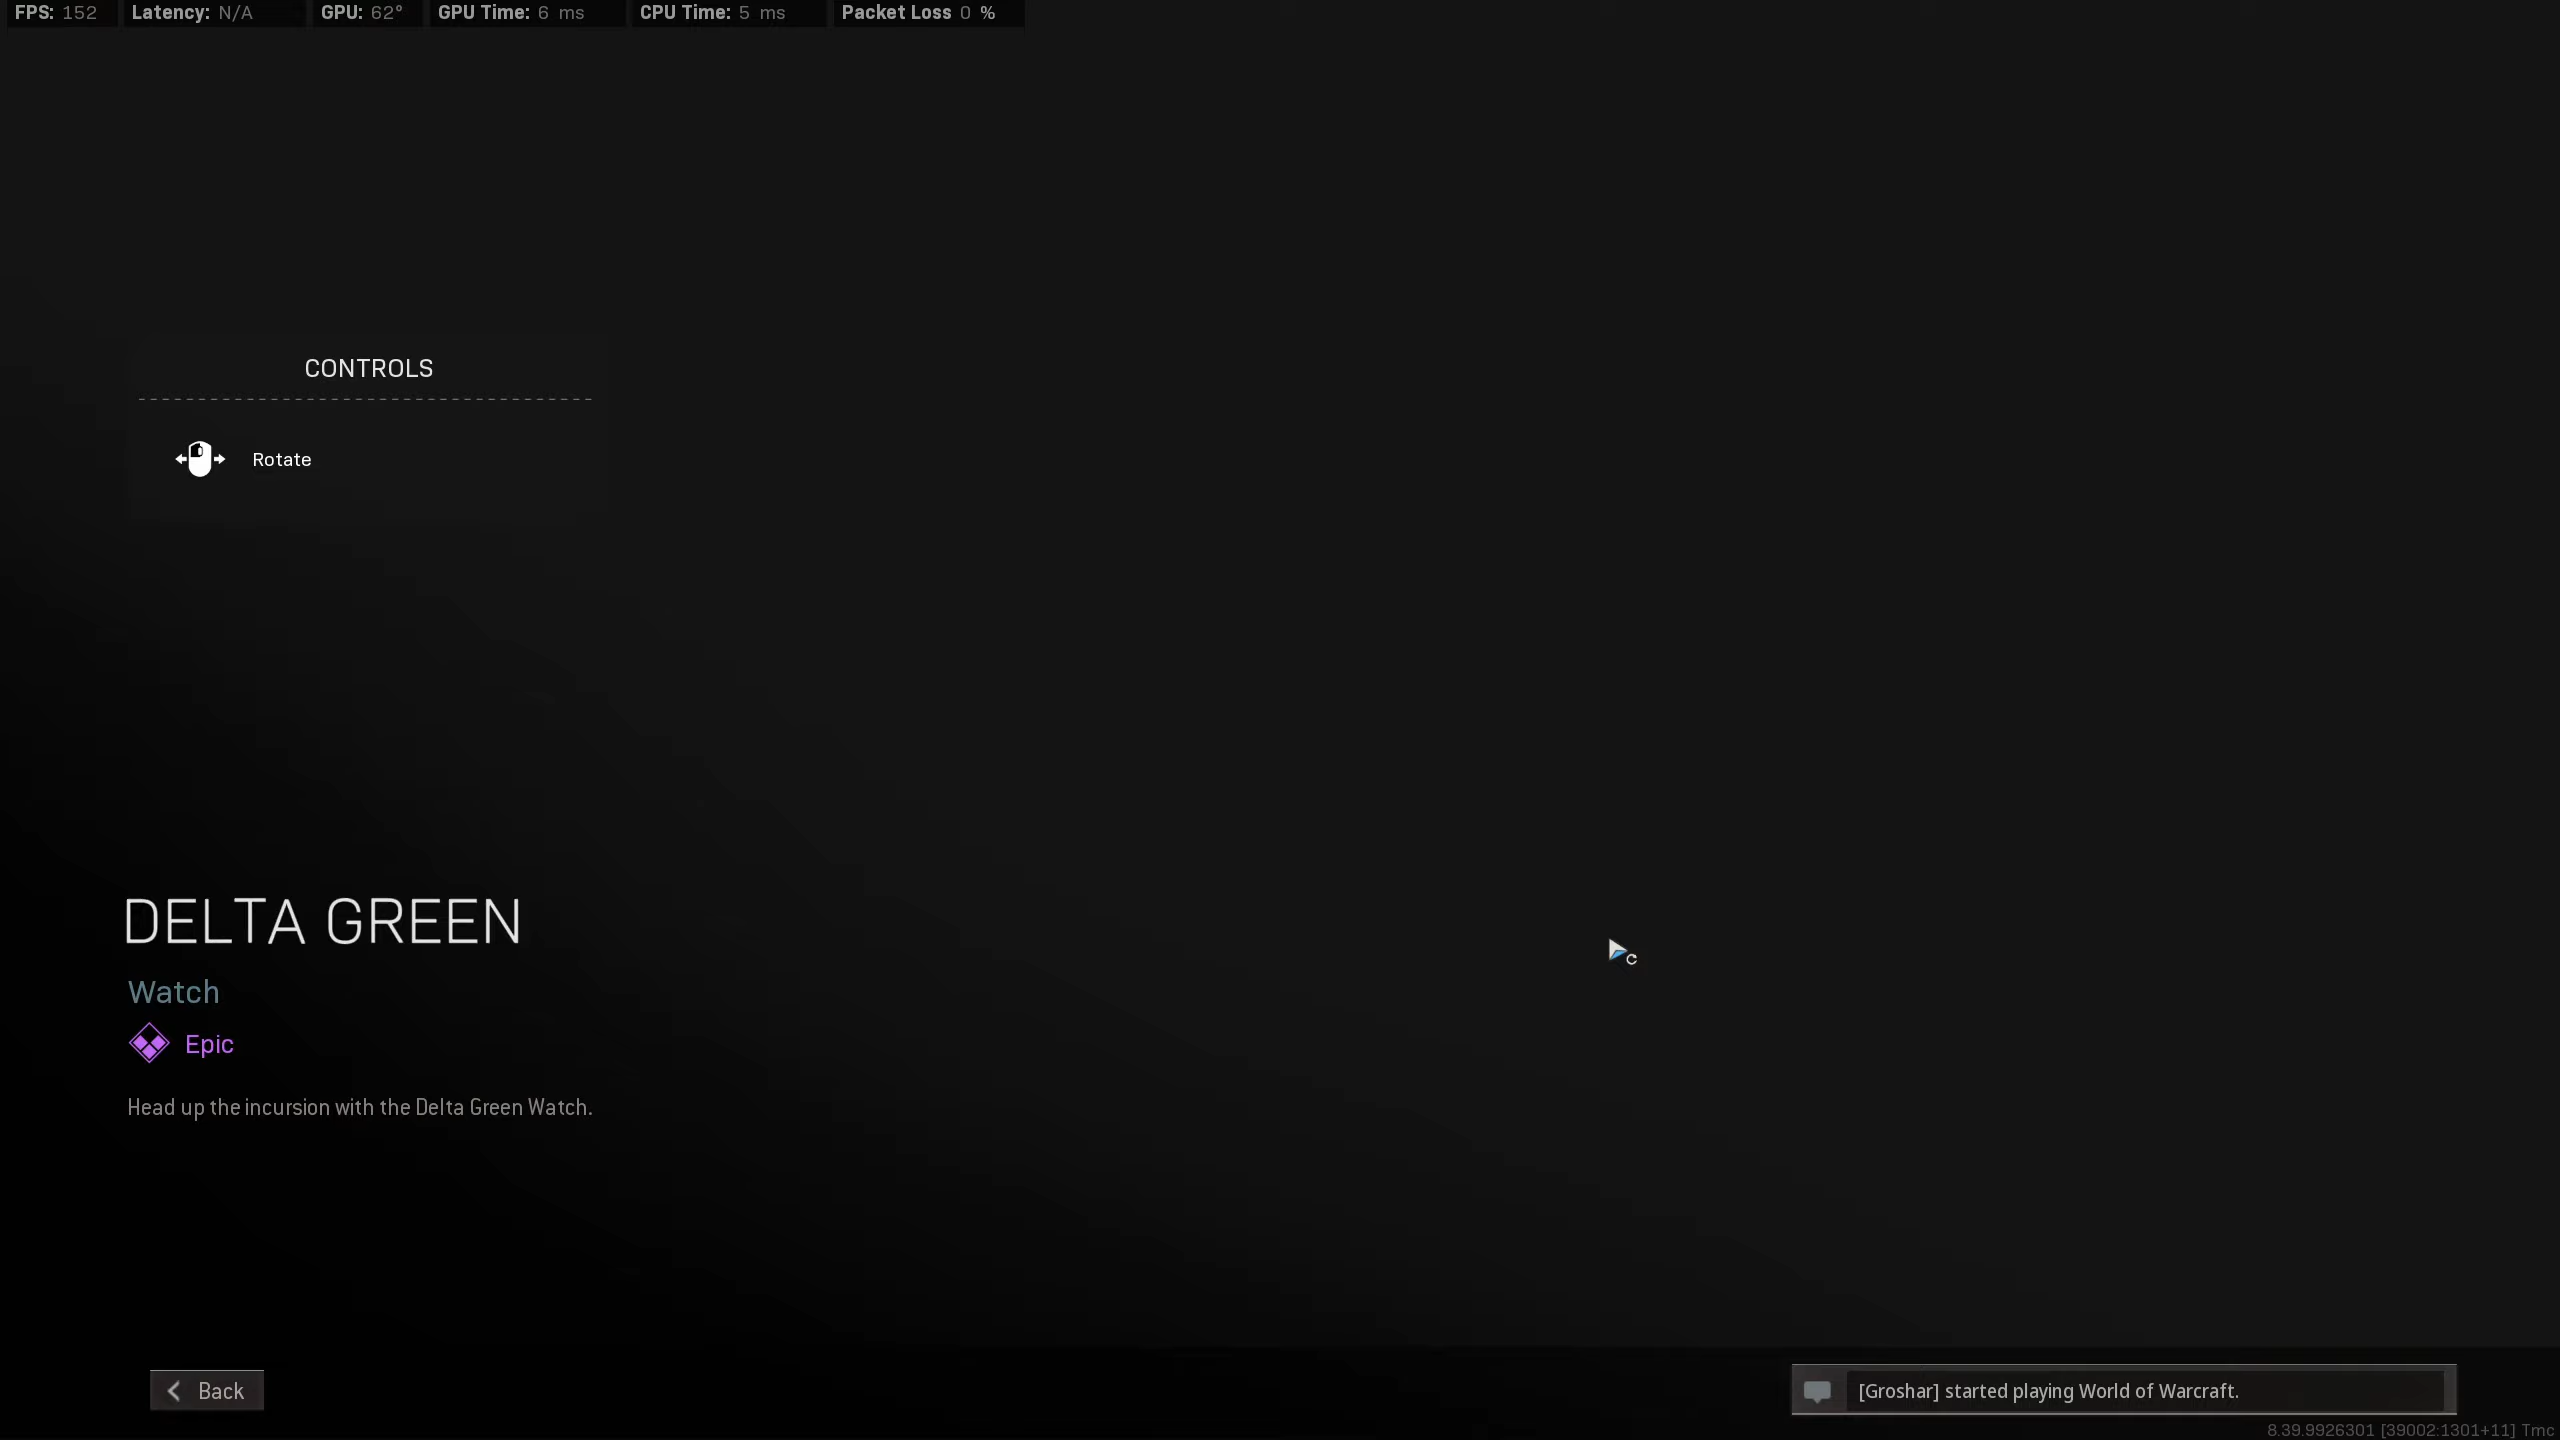 FPS: 152 Latency: N/A GPU: 62° GPU Time: 6 ms CPU Time: 5 ms Packet Loss 0 %
CONTROLS
Rotate
DELTA GREEN
Watch
Epic
Head up the incursion with the Delta Green Watch.
Back
[Groshar] started playing World of Warcraft.
8.39.9926301 [39002:1301+11] Tmc